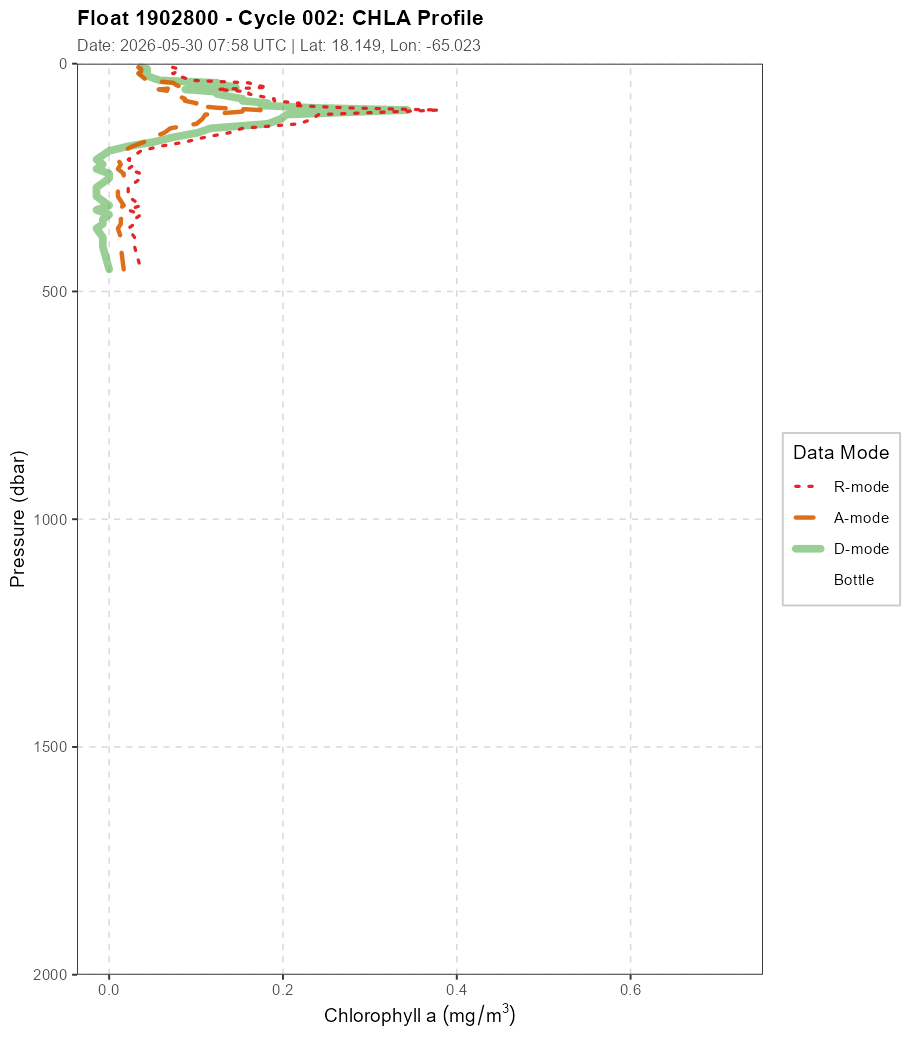 Float 1902800 - Cycle 002: CHLA Profile
Date: 2026-05-30 07:58 UTC | Lat: 18.149, Lon: -65.023
0
500
1000
1500
2000
Pressure (dbar)
0.0
0.2
0.4
0.6
Chlorophyll a (mg/m³)
Data Mode
R-mode
A-mode
D-mode
Bottle